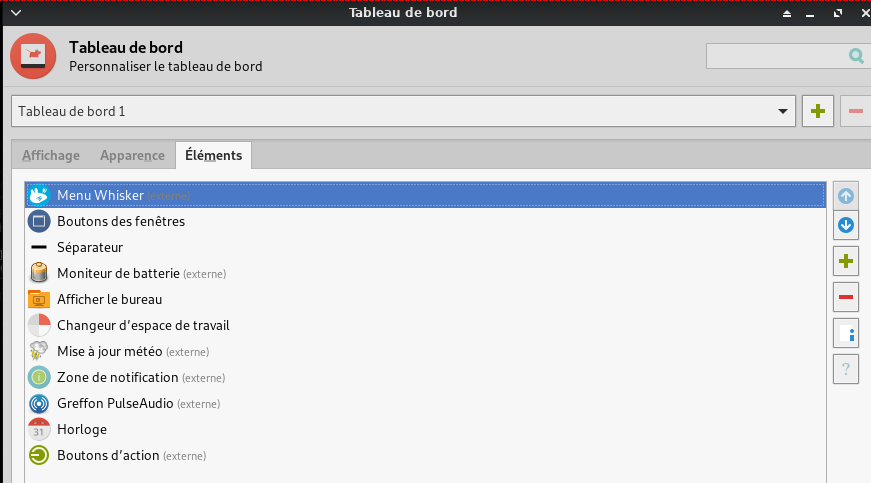 Tableau de bord
Tableau de bord
Personnaliser le tableau de bord
Tableau de bord 1
Affichage Apparence Éléments
Menu Whisker (externe)
Boutons des fenêtres
Séparateur
Moniteur de batterie (externe)
Afficher le bureau
Changeur d’espace de travail
Mise à jour météo (externe)
Zone de notification (externe)
Greffon PulseAudio (externe)
31 Horloge
Boutons d’action (externe)
?